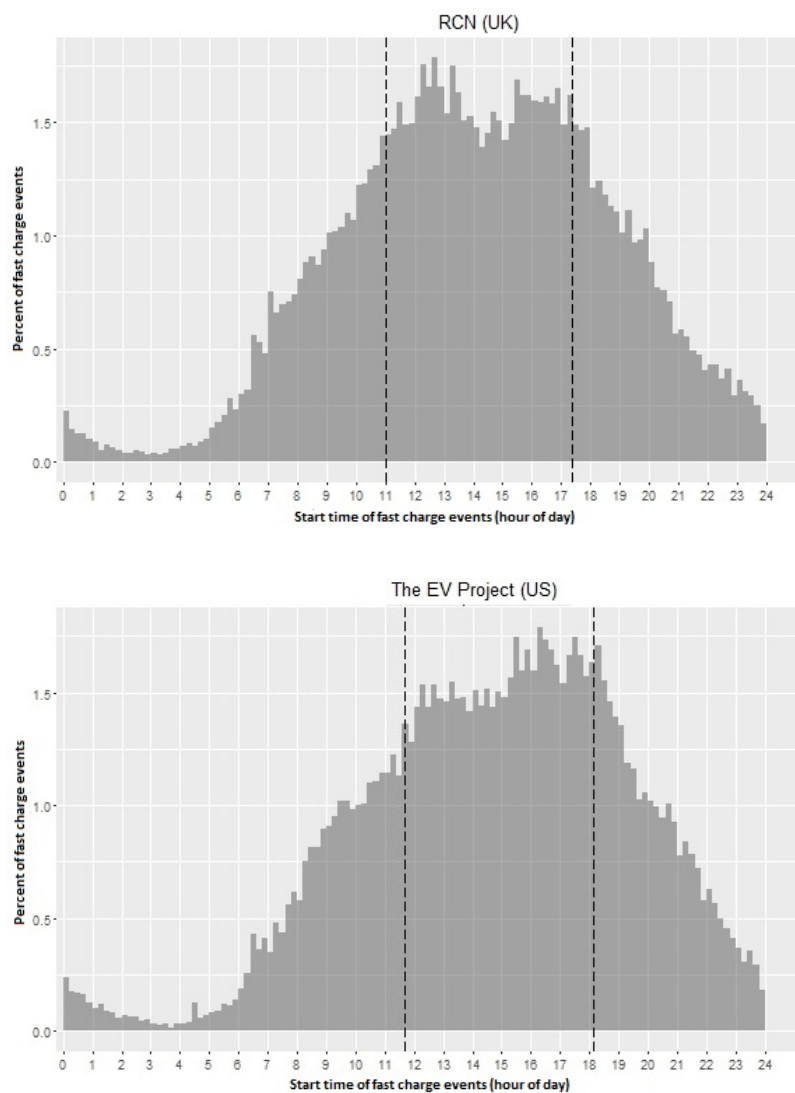 RCN (UK)
Percent of fast charge events
1.5
1.0
0.5
0.0
0 1 2 3 4 5 6 7 8 9 10 11 12 13 14 15 16 17 18 19 20 21 22 23 24
Start time of fast charge events (hour of day)
The EV Project (US)
Percent of fast charge events
1.5
1.0
0.5
0.0
0 1 2 3 4 5 6 7 8 9 10 11 12 13 14 15 16 17 18 19 20 21 22 23 24
Start time of fast charge events (hour of day)